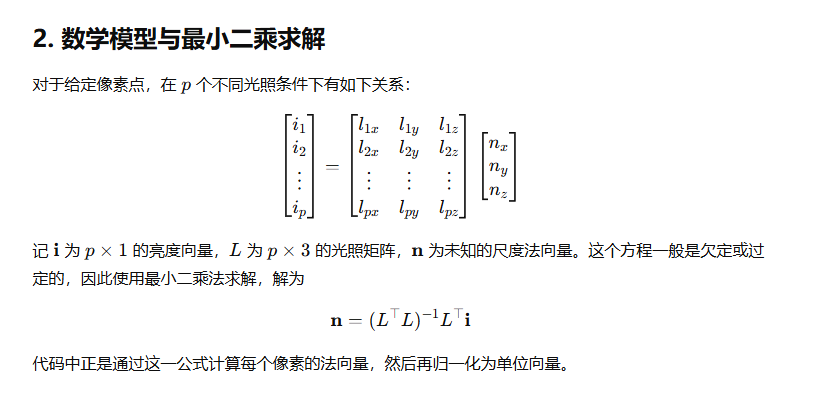 2. 数学模型与最小二乘求解
对于给定像素点，在 p 个不同光照条件下有如下关系：
[i₁ i₂ ⋮ iₚ] = [l₁ₓ l₁y l₁z; l₂ₓ l₂y l₂z; ⋮ ⋮ ⋮; lₚₓ lₚy lₚz] [nₓ n_y n_z]
记 i 为 p × 1 的亮度向量，L 为 p × 3 的光照矩阵，n 为未知的尺度法向量。这个方程一般是欠定或过
定的，因此使用最小二乘法求解，解为
n = (L⊤L)⁻¹L⊤i
代码中正是通过这一公式计算每个像素的法向量，然后再归一化为单位向量。